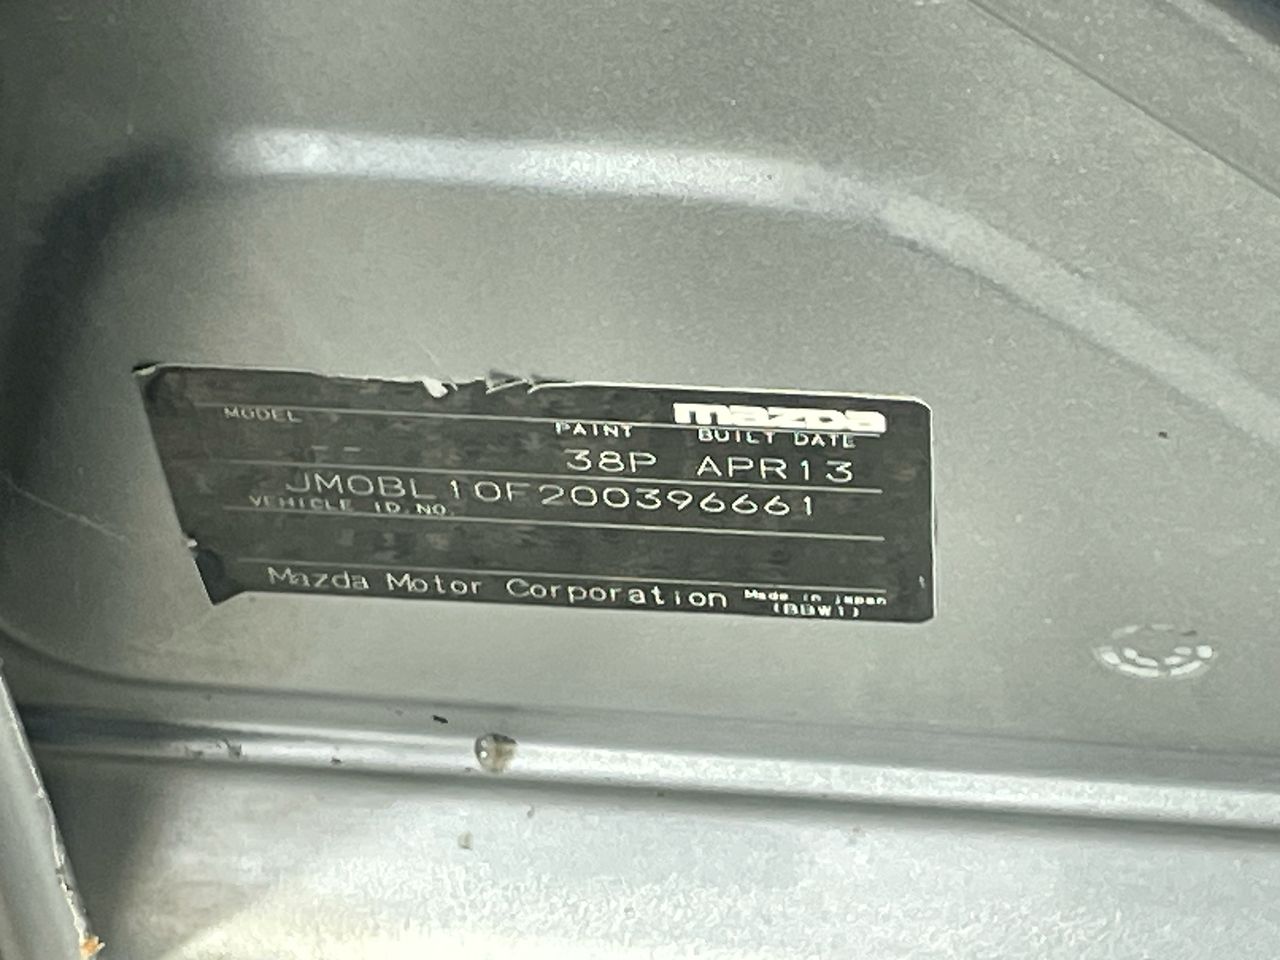 mazda
MODEL PAINT BUILT DATE
-- 38P APR13
JM0BL10F200396661
VEHICLE ID.NO.
Mazda Motor Corporation Made in Japan
(BBW1)